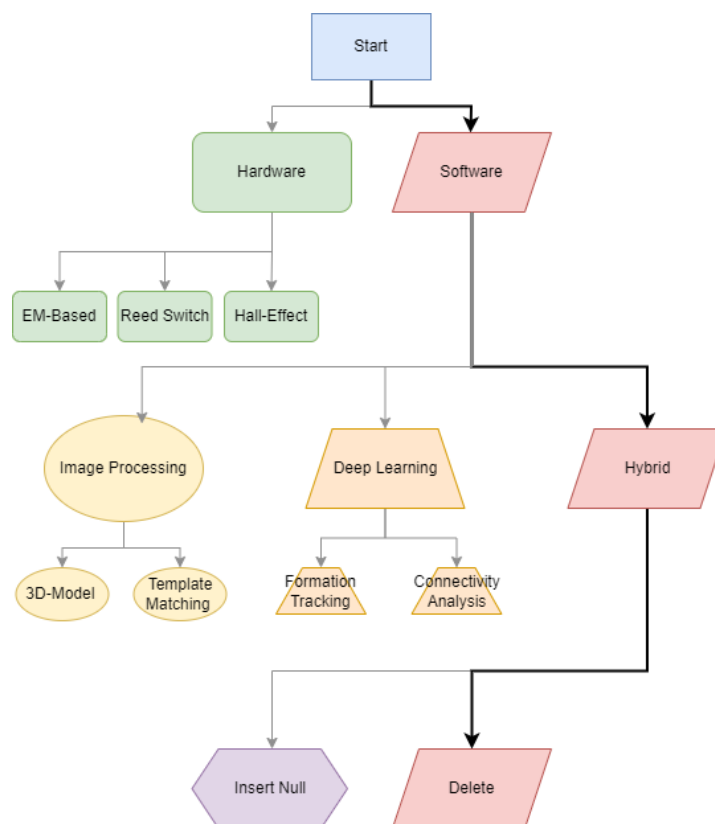 Start
Hardware
Software
EM-Based
Reed Switch
Hall-Effect
Image Processing
Deep Learning
Hybrid
3D-Model
Template
Matching
Formation
Tracking
Connectivity
Analysis
Insert Null
Delete